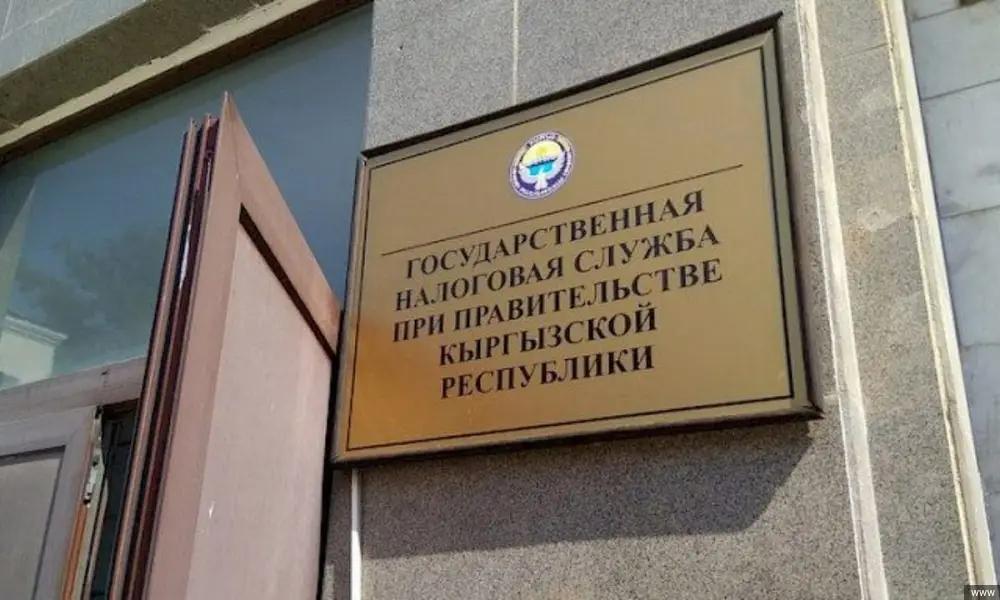 ГОСУДАРСТВЕННАЯ
НАЛОГОВАЯ СЛУЖБА
ПРИ ПРАВИТЕЛЬСТВЕ
КЫРГЫЗСКОЙ
РЕСПУБЛИКИ
www